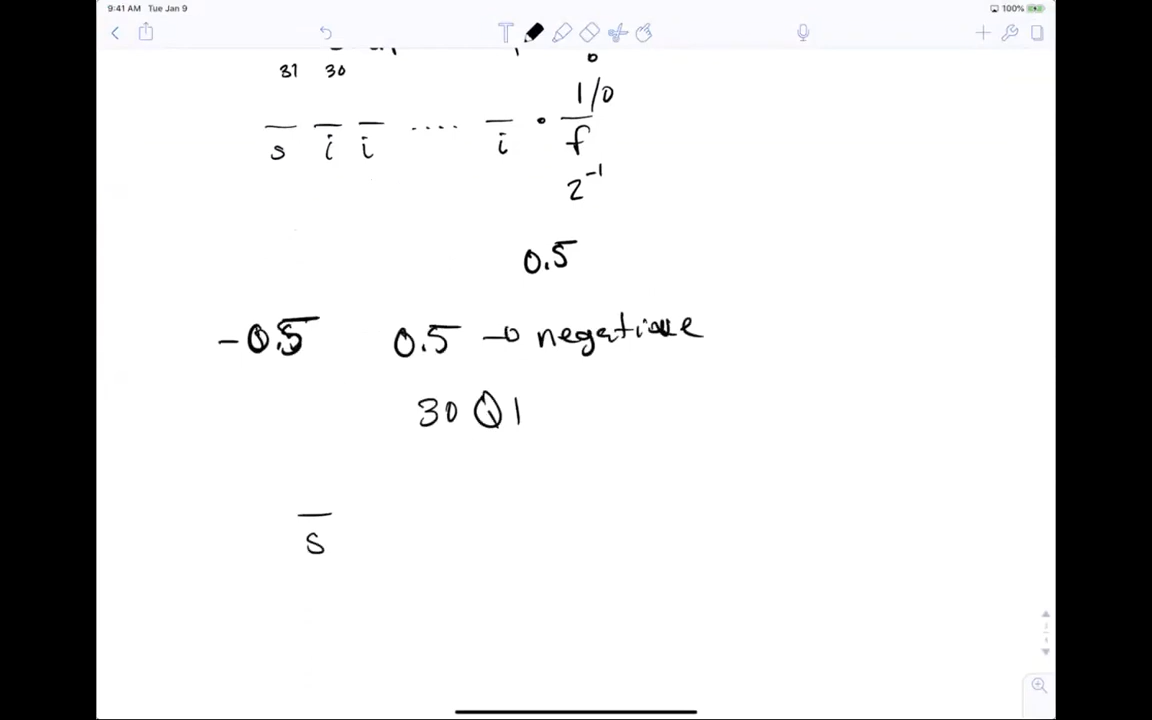 9:41 AM Tue Jan 9
100%
T
0
31 30
1/0
s i i .... i . f
2^-1
0.5
-0.5 0.5 → negative
30 Q 1
s